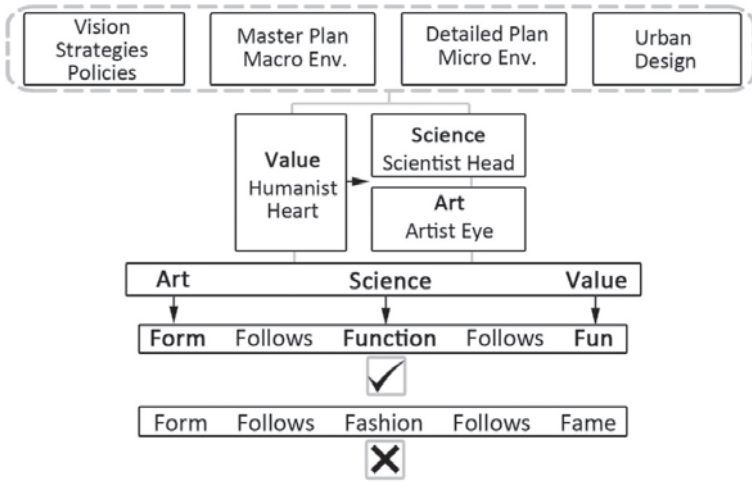 Vision
Strategies
Policies
Master Plan
Macro Env.
Detailed Plan
Micro Env.
Urban
Design
Value
Humanist
Heart
Science
Scientist Head
Art
Artist Eye
Art Science Value
Form Follows Function Follows Fun
Form Follows Fashion Follows Fame